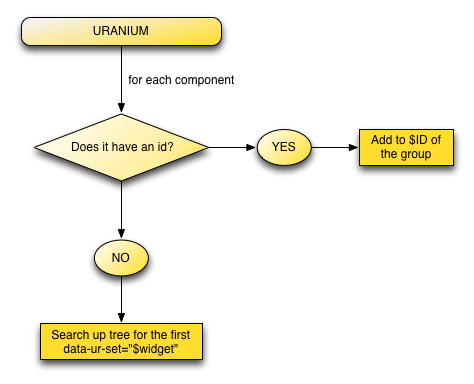 URANIUM
for each component
Does it have an id?
YES
Add to $ID of
the group
NO
Search up tree for the first
data-ur-set="$widget"